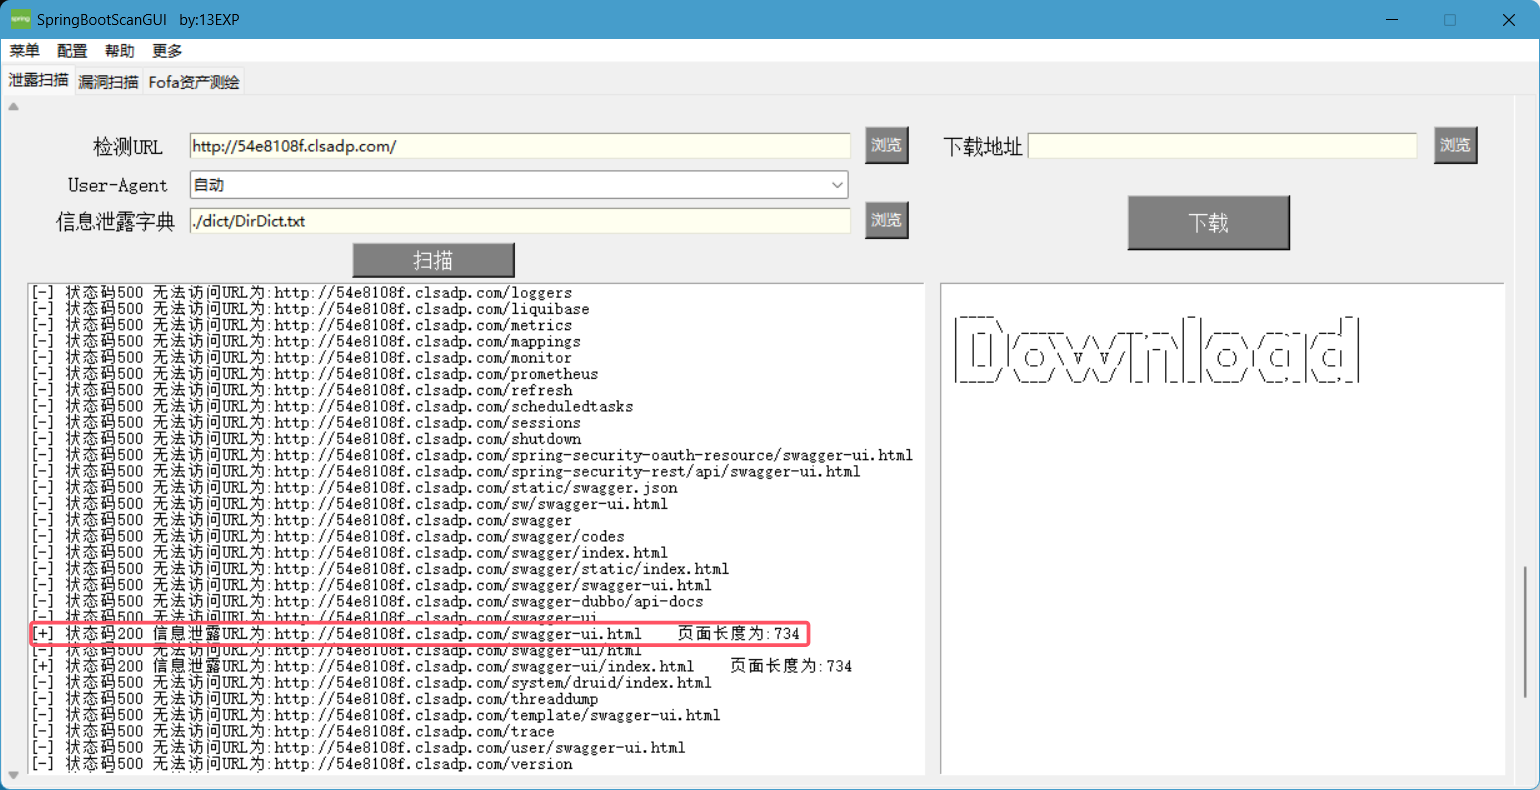 SpringBootScanGUI by:13EXP
菜单 配置 帮助 更多
泄露扫描 漏洞扫描 Fofa资产测绘
检测URL http://54e8108f.clsadp.com/ 浏览
下载地址 浏览
User-Agent 自动
信息泄露字典 ./dict/DirDict.txt 浏览
下载
扫描
[-] 状态码500 无法访问URL为:http://54e8108f.clsadp.com/loggers
[-] 状态码500 无法访问URL为:http://54e8108f.clsadp.com/liquibase
[-] 状态码500 无法访问URL为:http://54e8108f.clsadp.com/metrics
[-] 状态码500 无法访问URL为:http://54e8108f.clsadp.com/mappings
[-] 状态码500 无法访问URL为:http://54e8108f.clsadp.com/monitor
[-] 状态码500 无法访问URL为:http://54e8108f.clsadp.com/prometheus
[-] 状态码500 无法访问URL为:http://54e8108f.clsadp.com/refresh
[-] 状态码500 无法访问URL为:http://54e8108f.clsadp.com/scheduledtasks
[-] 状态码500 无法访问URL为:http://54e8108f.clsadp.com/sessions
[-] 状态码500 无法访问URL为:http://54e8108f.clsadp.com/shutdown
[-] 状态码500 无法访问URL为:http://54e8108f.clsadp.com/spring-security-oauth-resource/swagger-ui.html
[-] 状态码500 无法访问URL为:http://54e8108f.clsadp.com/spring-security-rest/api/swagger-ui.html
[-] 状态码500 无法访问URL为:http://54e8108f.clsadp.com/static/swagger.json
[-] 状态码500 无法访问URL为:http://54e8108f.clsadp.com/sw/swagger-ui.html
[-] 状态码500 无法访问URL为:http://54e8108f.clsadp.com/swagger
[-] 状态码500 无法访问URL为:http://54e8108f.clsadp.com/swagger/codes
[-] 状态码500 无法访问URL为:http://54e8108f.clsadp.com/swagger/index.html
[-] 状态码500 无法访问URL为:http://54e8108f.clsadp.com/swagger/static/index.html
[-] 状态码500 无法访问URL为:http://54e8108f.clsadp.com/swagger/swagger-ui.html
[-] 状态码500 无法访问URL为:http://54e8108f.clsadp.com/swagger-dubbo/api-docs
[-] 状态码500 无法访问URL为:http://54e8108f.clsadp.com/swagger-ui
[+] 状态码200 信息泄露URL为:http://54e8108f.clsadp.com/swagger-ui.html 页面长度为:734
[-] 状态码500 无法访问URL为:http://54e8108f.clsadp.com/swagger-ui/html
[+] 状态码200 信息泄露URL为:http://54e8108f.clsadp.com/swagger-ui/index.html 页面长度为:734
[-] 状态码500 无法访问URL为:http://54e8108f.clsadp.com/system/druid/index.html
[-] 状态码500 无法访问URL为:http://54e8108f.clsadp.com/threaddump
[-] 状态码500 无法访问URL为:http://54e8108f.clsadp.com/template/swagger-ui.html
[-] 状态码500 无法访问URL为:http://54e8108f.clsadp.com/trace
[-] 状态码500 无法访问URL为:http://54e8108f.clsadp.com/user/swagger-ui.html
[-] 状态码500 无法访问URL为:http://54e8108f.clsadp.com/version
Download